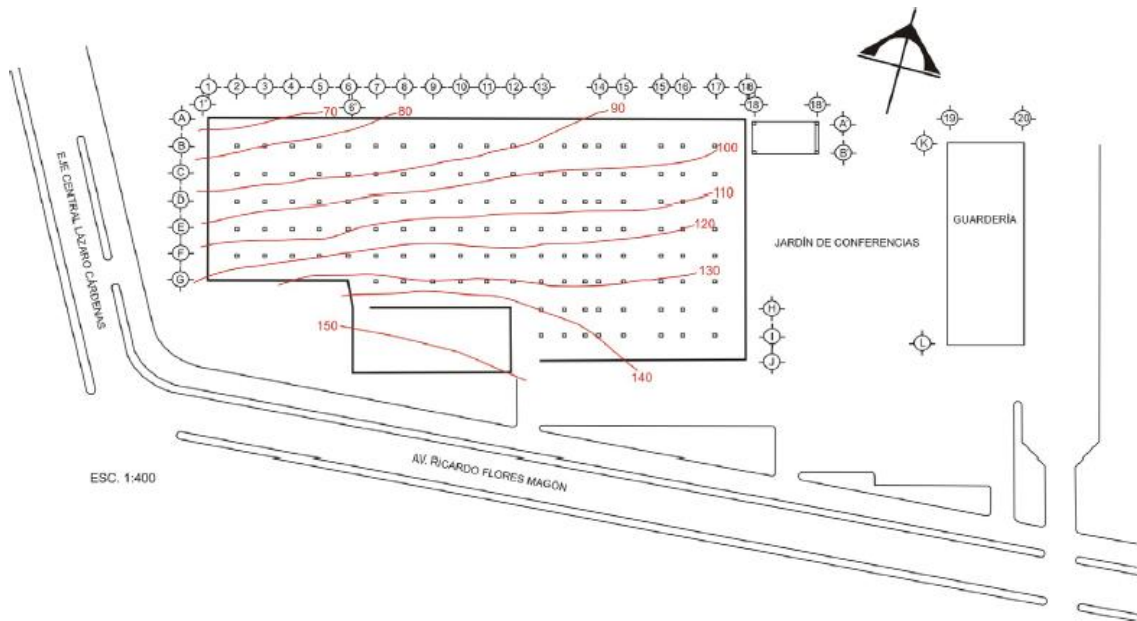 1 2 3 4 5 6 7 8 9 10 11 12 13 14 15 15 16 17 18
1' 6' 18 18'
70 80 90
A A'
B B'
K 19 20
C 100
D 110
E 120
GUARDERÍA
JARDÍN DE CONFERENCIAS
F
G 130
H
150
I
L
J
140
EJE CENTRAL LÁZARO CÁRDENAS
AV. RICARDO FLORES MAGON
ESC. 1:400